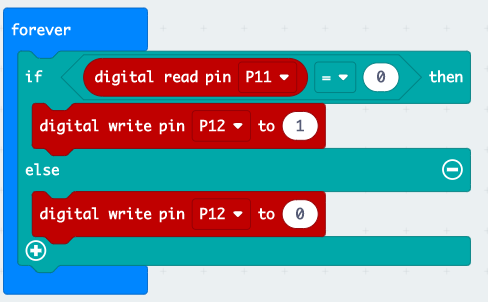 forever
if digital read pin P11 = 0 then
digital write pin P12 to 1
else
digital write pin P12 to 0